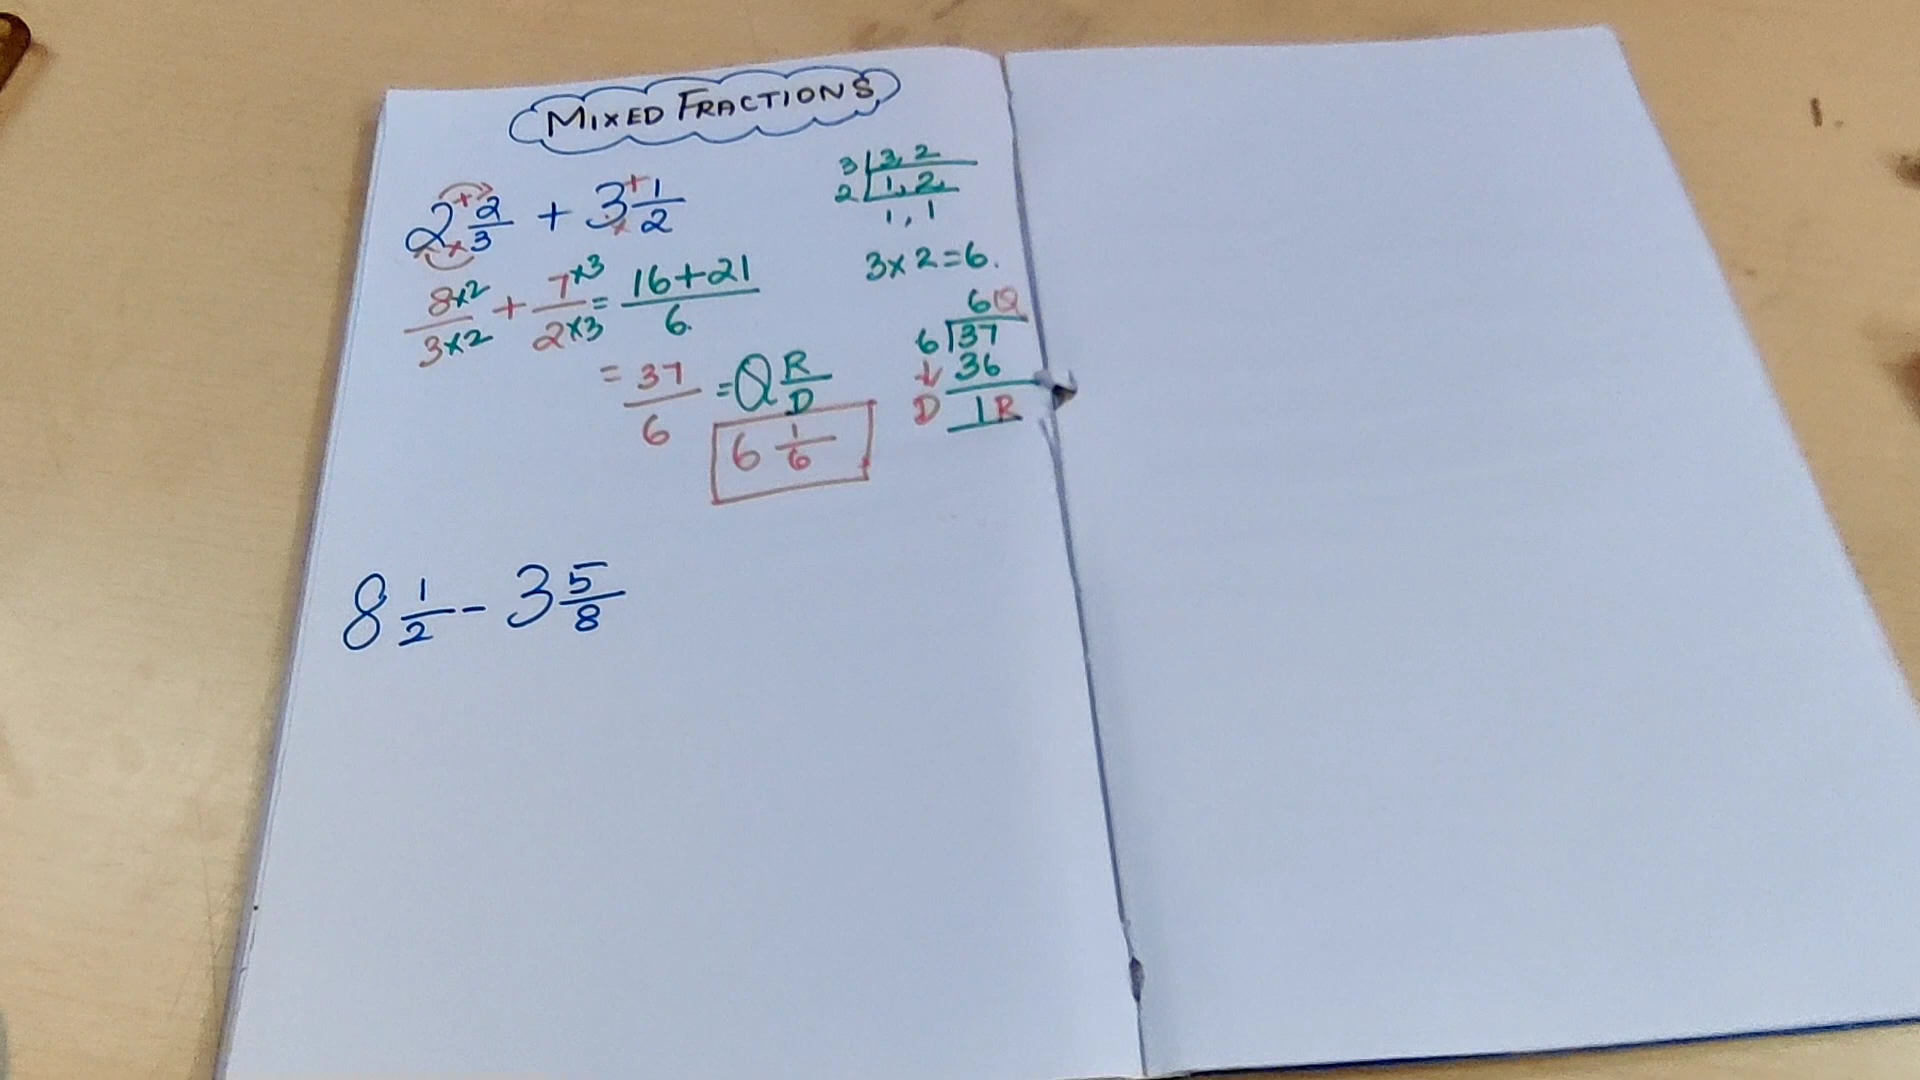 MIXED FRACTIONS
2 + 2/3 + 3 + 1/2
× ×
3 | 3, 2
2 | 1, 2,
1, 1
3 × 2 = 6.
8×2/3×2 + 7×3/2×3 = 16+21/6.
= 37/6 = Q R/D
6 1/6
6 Q
6 37
↓ 36
D 1 R
8 1/2 - 3 5/8